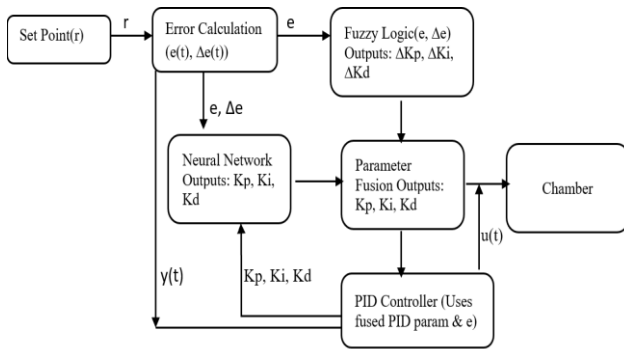 Set Point(r)
r
Error Calculation
(e(t), Δe(t))
e
Fuzzy Logic(e, Δe)
Outputs: ΔKp, ΔKi,
ΔKd
e, Δe
Neural Network
Outputs: Kp, Ki,
Kd
Parameter
Fusion Outputs:
Kp, Ki, Kd
Chamber
u(t)
y(t)
Kp, Ki, Kd
PID Controller (Uses
fused PID param & e)